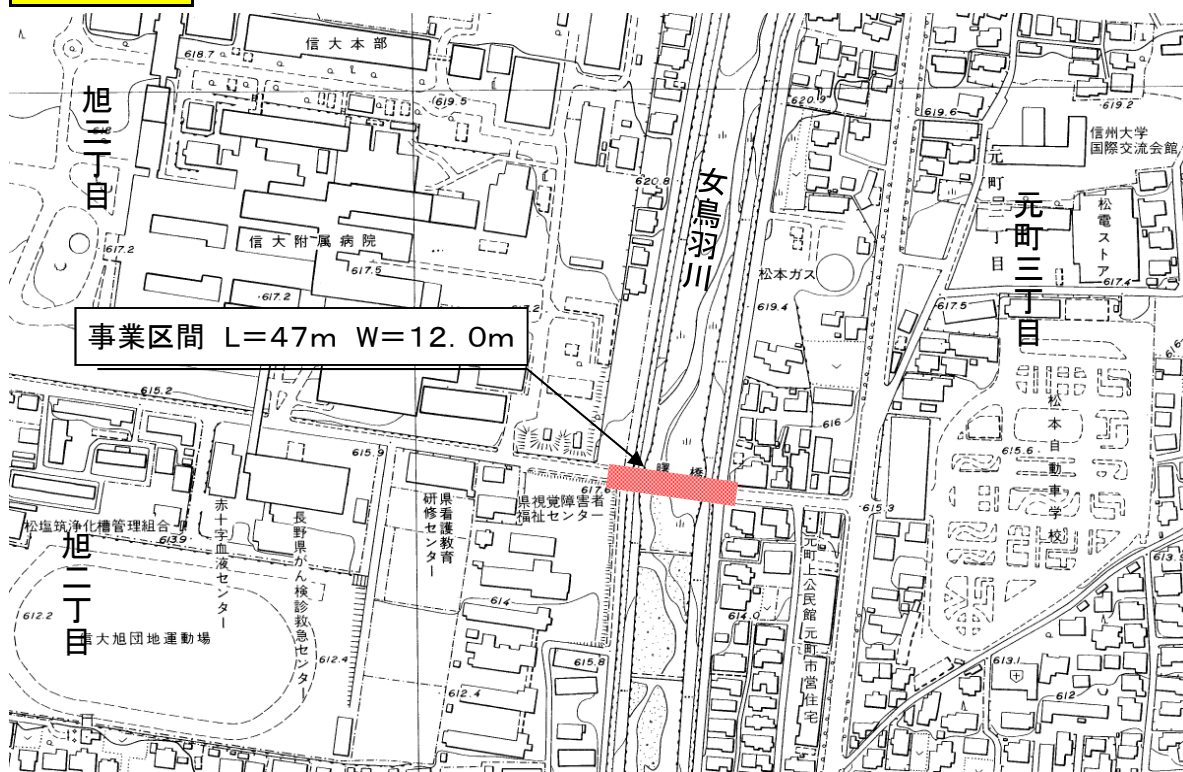 信大本部
618.7
619.5
620.9
619.6
619.2
旭三丁目
信州大学
国際交流会館
元町三丁目
元町三丁目
松電ストア
女鳥羽川
620.8
信大附属病院
617.2
617.5
617.2
松本ガス
619.4
617.5
617.4
事業区間 L=47m W=12.0m
615.2
616
615.9
615.6
松本自動車学校
曙橋
617.6
県視覚障害者
福祉センター
県看護教育
研修センター
615.3
松塩筑浄化槽管理組合
613.9
赤十字血液センター
長野県がん検診救急センター
旭二丁目
612.2
信大旭団地運動場
612.4
614
614.0
元町上公民館
元町市営住宅
615.8
612.4
613.1
612